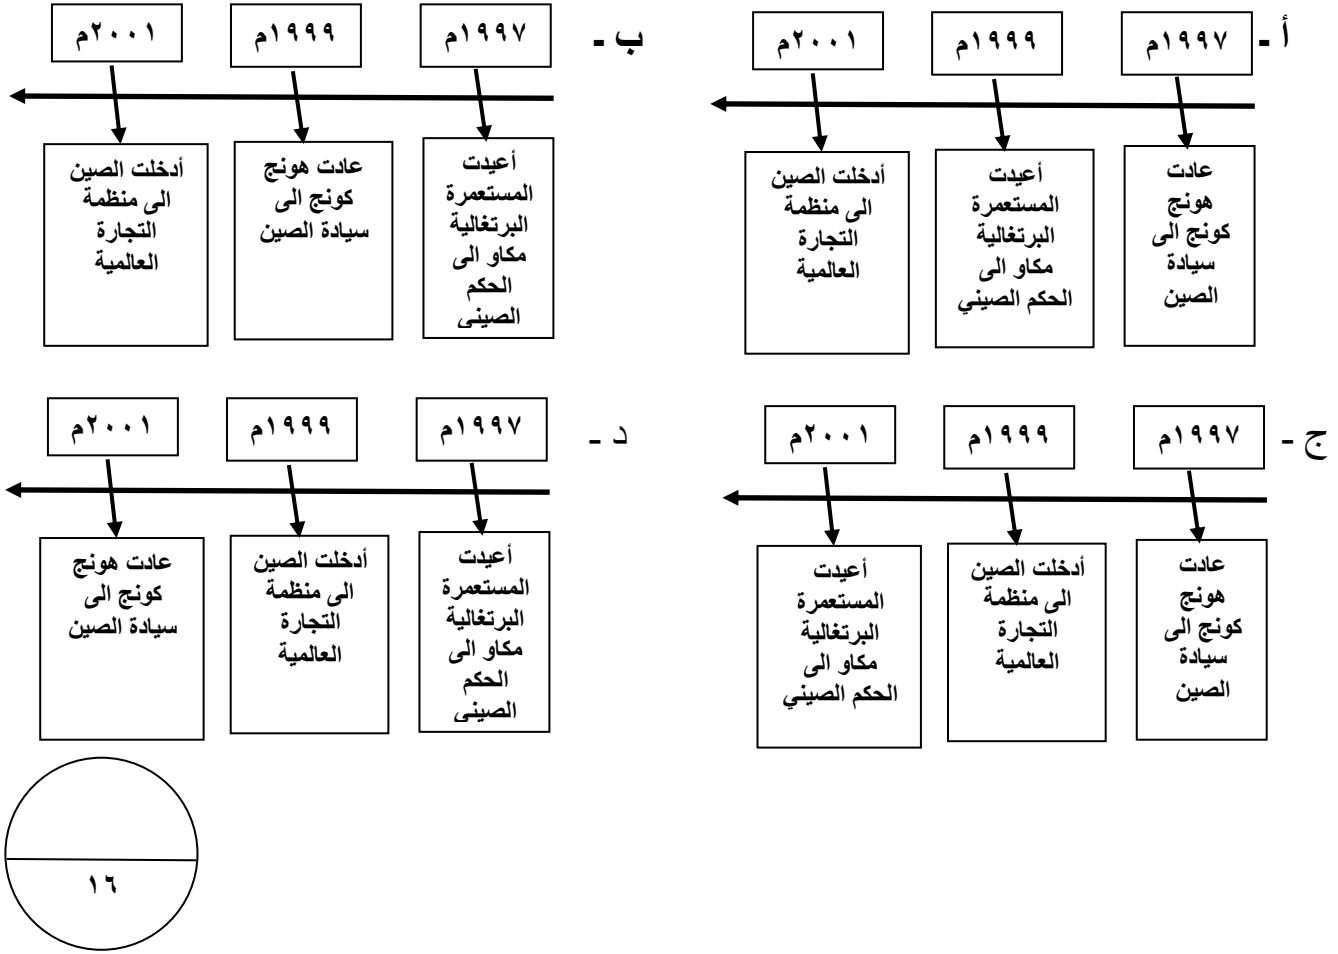 أ -
١٩٩٧م
١٩٩٩م
٢٠٠١م
عادت
هونج
كونج الى
سيادة
الصين
أعيدت
المستعمرة
البرتغالية
مكاو الى
الحكم الصيني
أدخلت الصين
الى منظمة
التجارة
العالمية
ب -
١٩٩٧م
١٩٩٩م
٢٠٠١م
أعيدت
المستعمرة
البرتغالية
مكاو الى
الحكم
الصيني
عادت هونج
كونج الى
سيادة الصين
أدخلت الصين
الى منظمة
التجارة
العالمية
ج -
١٩٩٧م
١٩٩٩م
٢٠٠١م
عادت
هونج
كونج الى
سيادة
الصين
أدخلت الصين
الى منظمة
التجارة
العالمية
أعيدت
المستعمرة
البرتغالية
مكاو الى
الحكم الصيني
د -
١٩٩٧م
١٩٩٩م
٢٠٠١م
أعيدت
المستعمرة
البرتغالية
مكاو الى
الحكم
الصيني
أدخلت الصين
الى منظمة
التجارة
العالمية
عادت هونج
كونج الى
سيادة الصين
١٦